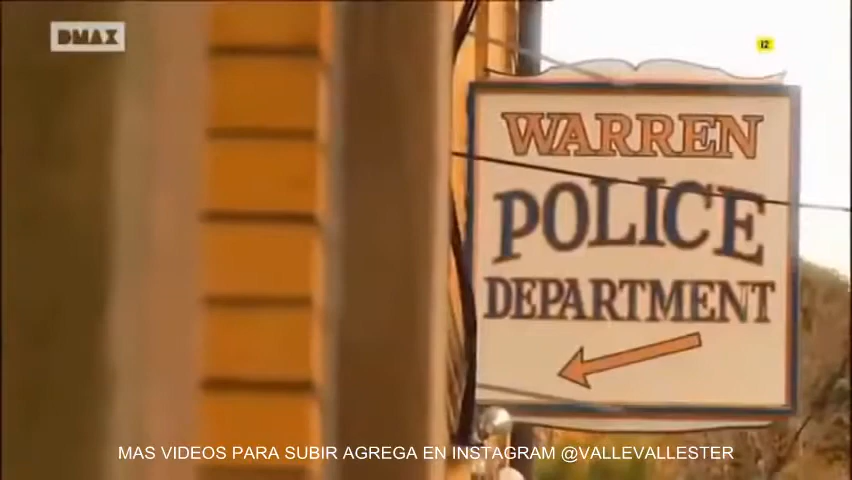 DMAX
12
WARREN
POLICE
DEPARTMENT
MAS VIDEOS PARA SUBIR AGREGA EN INSTAGRAM @VALLEVALLESTER